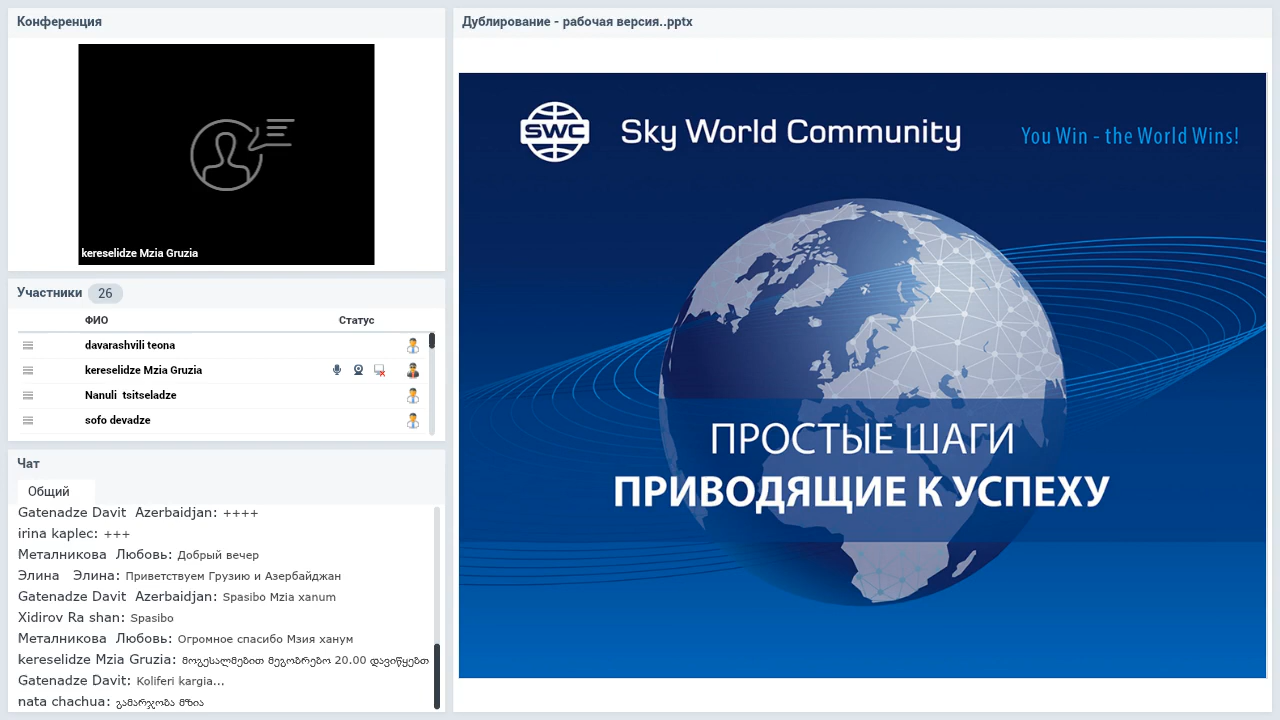 Конференция
kereselidze Mzia Gruzia
Участники 26
ФИО Статус
davarashvili teona
kereselidze Mzia Gruzia
Nanuli tsitseladze
sofo devadze
Чат
Общий
Gatenadze Davit Azerbaidjan: ++++
irina kaplec: +++
Металникова Любовь: Добрый вечер
Элина Элина: Приветствуем Грузию и Азербайджан
Gatenadze Davit Azerbaidjan: Spasibo Mzia xanum
Xidirov Ra shan: Spasibo
Металникова Любовь: Огромное спасибо Мзия ханум
kereselidze Mzia Gruzia: მოგესალმებით მეგობრებო 20.00 დავიწყებთ
Gatenadze Davit: Koliferi kargia...
nata chachua: გამარჯობა მზია
Дублирование - рабочая версия..pptx
SWC Sky World Community
You Win - the World Wins!
ПРОСТЫЕ ШАГИ
ПРИВОДЯЩИЕ К УСПЕХУ